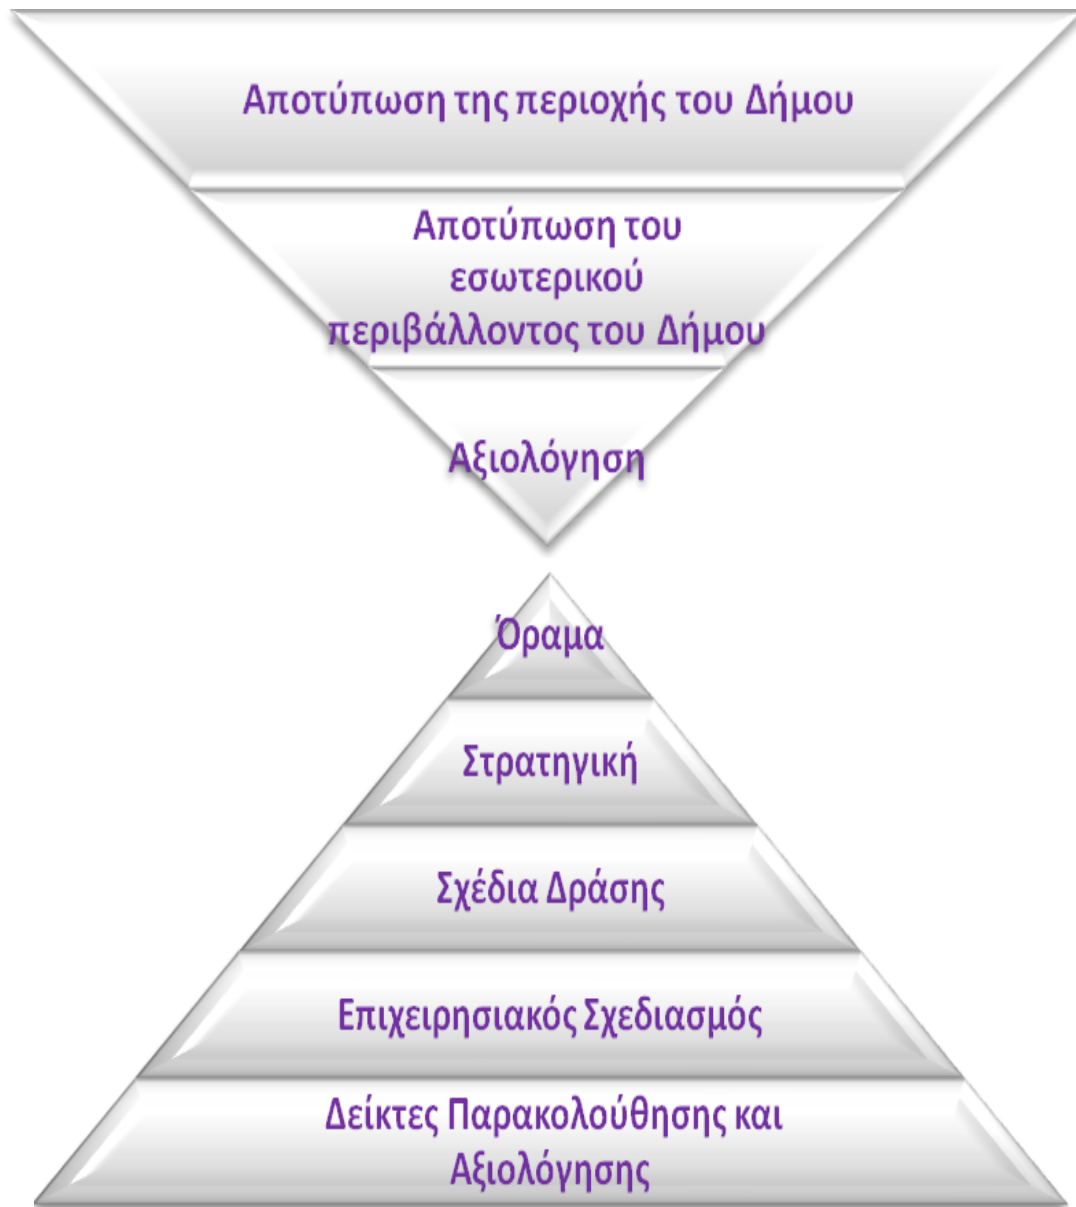 Αποτύπωση της περιοχής του Δήμου
Αποτύπωση του
εσωτερικού
περιβάλλοντος του Δήμου
Αξιολόγηση
Όραμα
Στρατηγική
Σχέδια Δράσης
Επιχειρησιακός Σχεδιασμός
Δείκτες Παρακολούθησης και
Αξιολόγησης